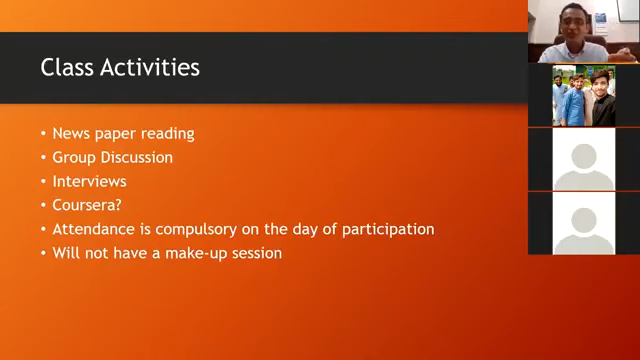 Class Activities
• News paper reading
• Group Discussion
• Interviews
• Coursera?
• Attendance is compulsory on the day of participation
• Will not have a make-up session